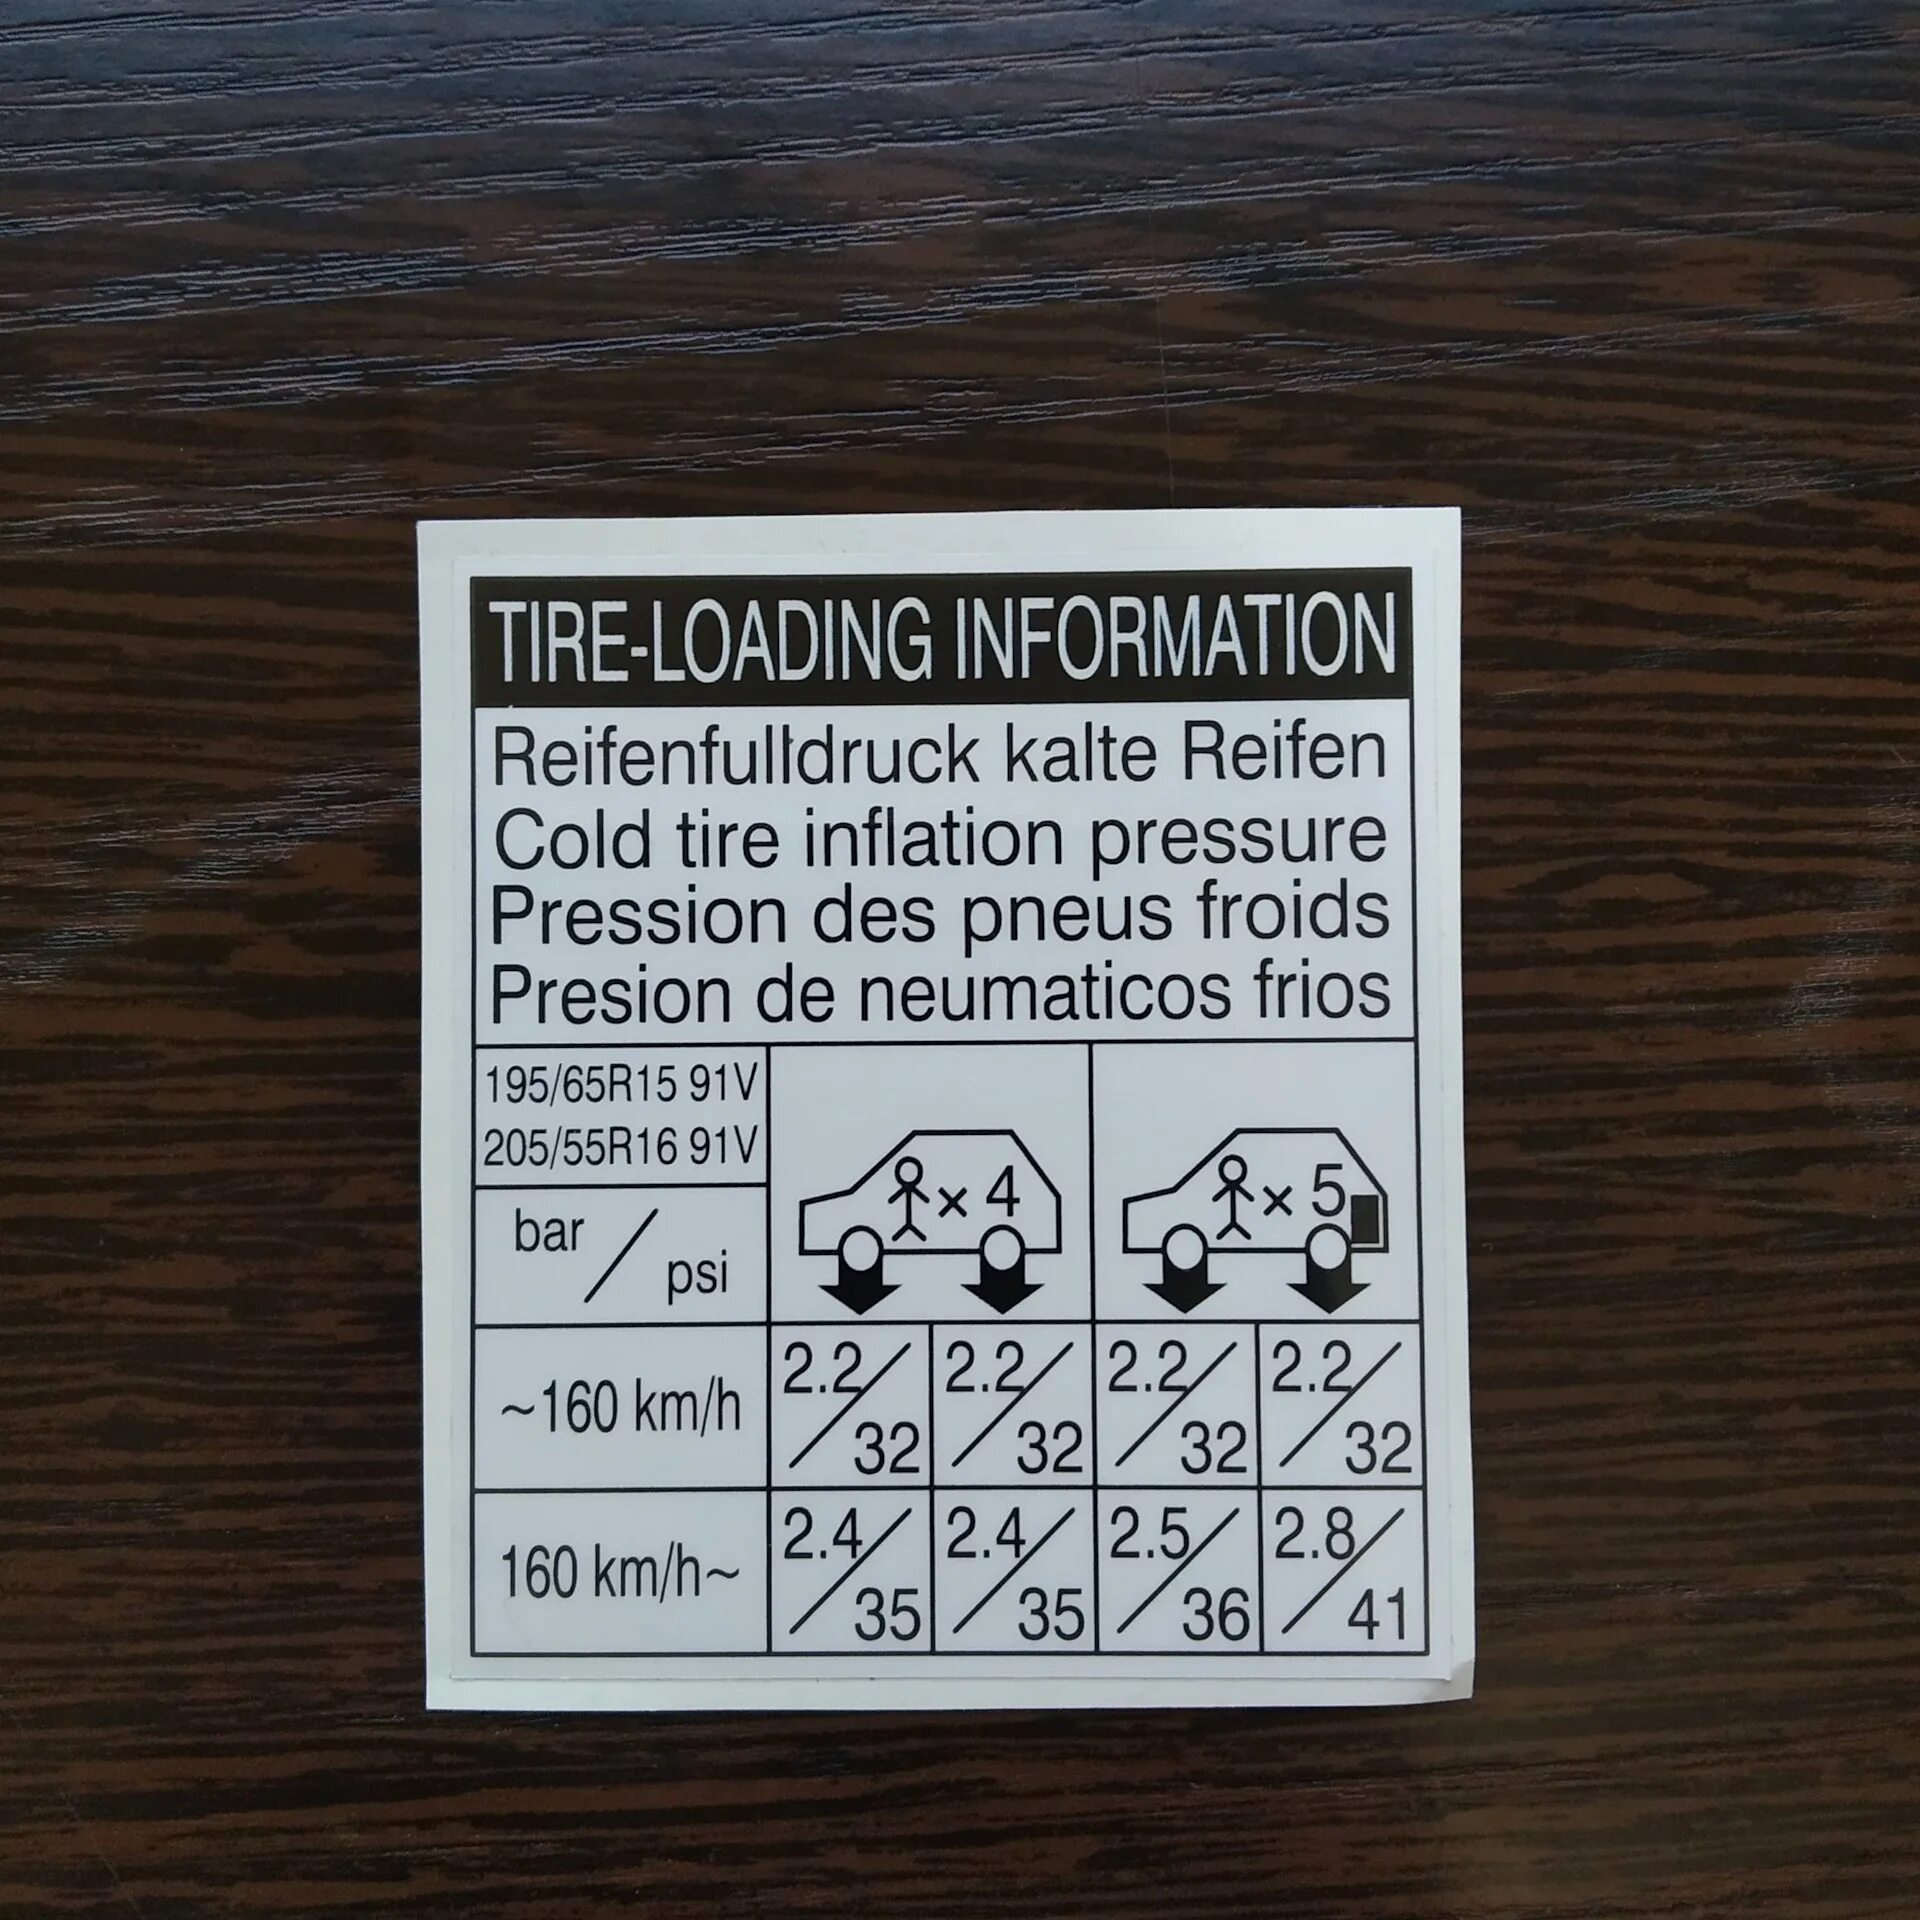 TIRE-LOADING INFORMATION
Reifenfulldruck kalte Reifen
Cold tire inflation pressure
Pression des pneus froids
Presion de neumaticos frios
195/65R15 91V
205/55R16 91V
bar / psi
× 4
× 5
~160 km/h 2.2/32 2.2/32 2.2/32 2.2/32
160 km/h~ 2.4/35 2.4/35 2.5/36 2.8/41